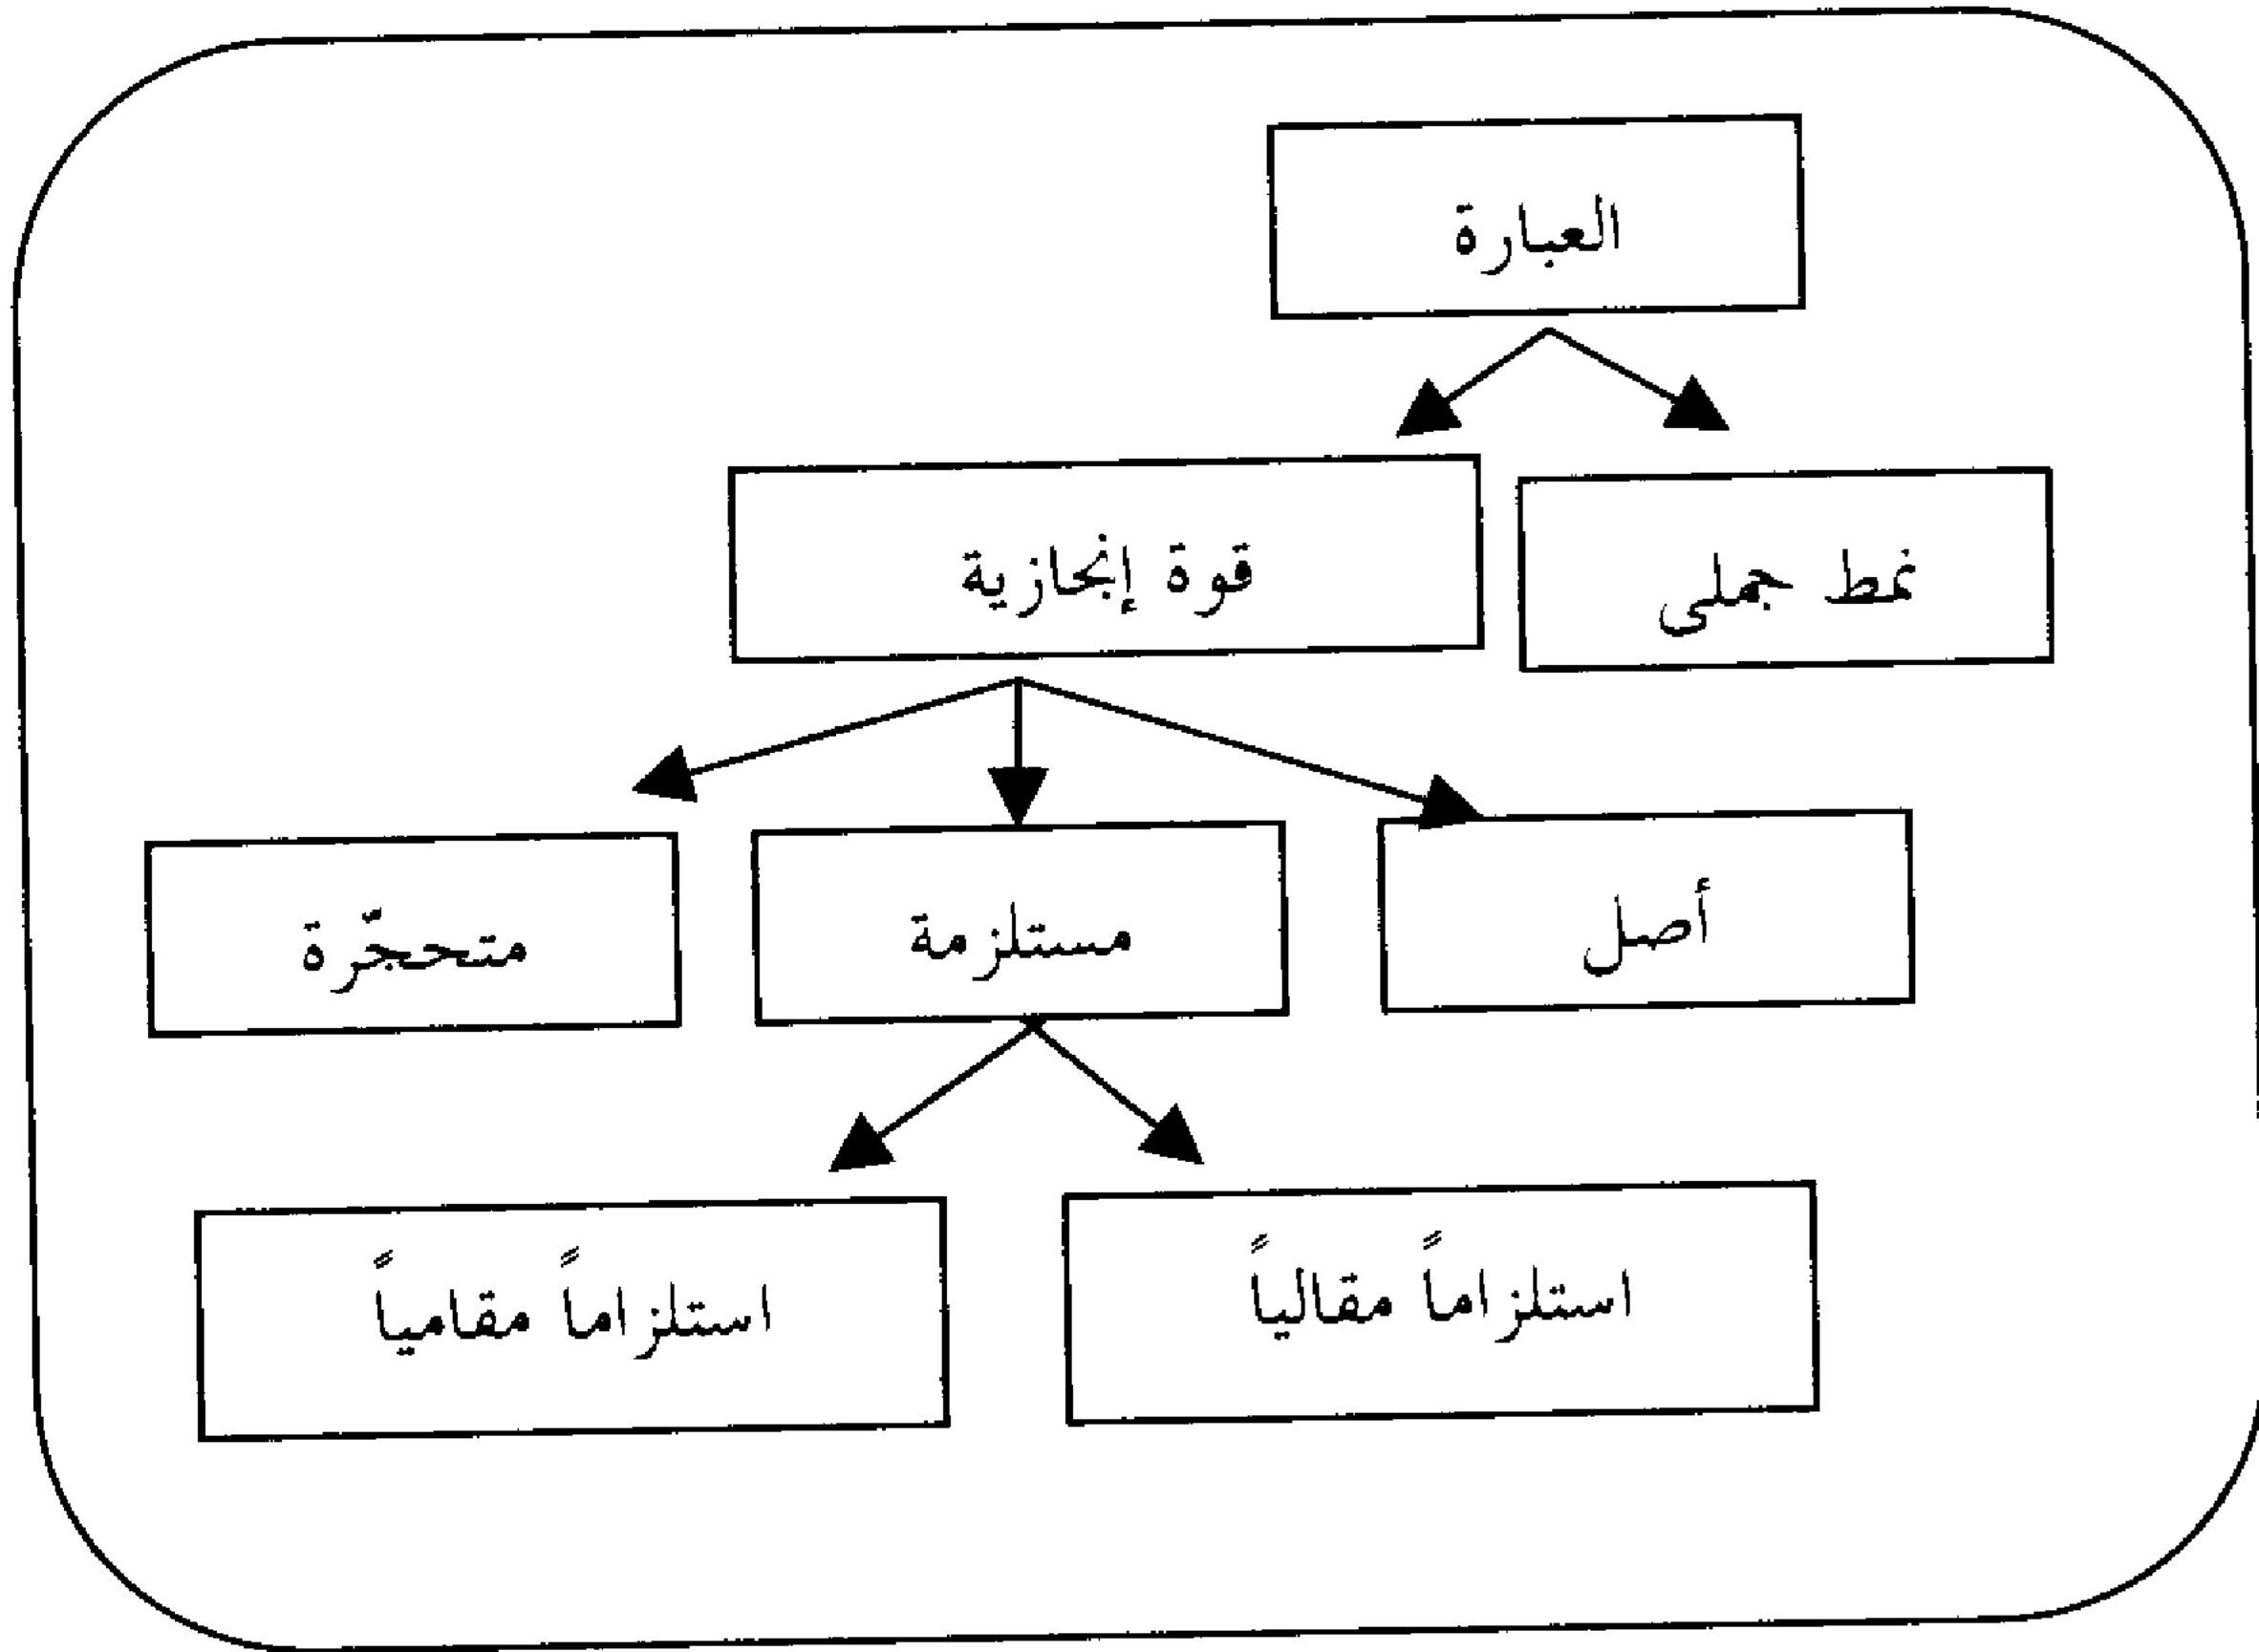 العبارة
نمط جملي
قوة إنجازية
أصل
مستلزمة
متحجّرة
استلزاماً مقالياً
استلزاماً مقامياً